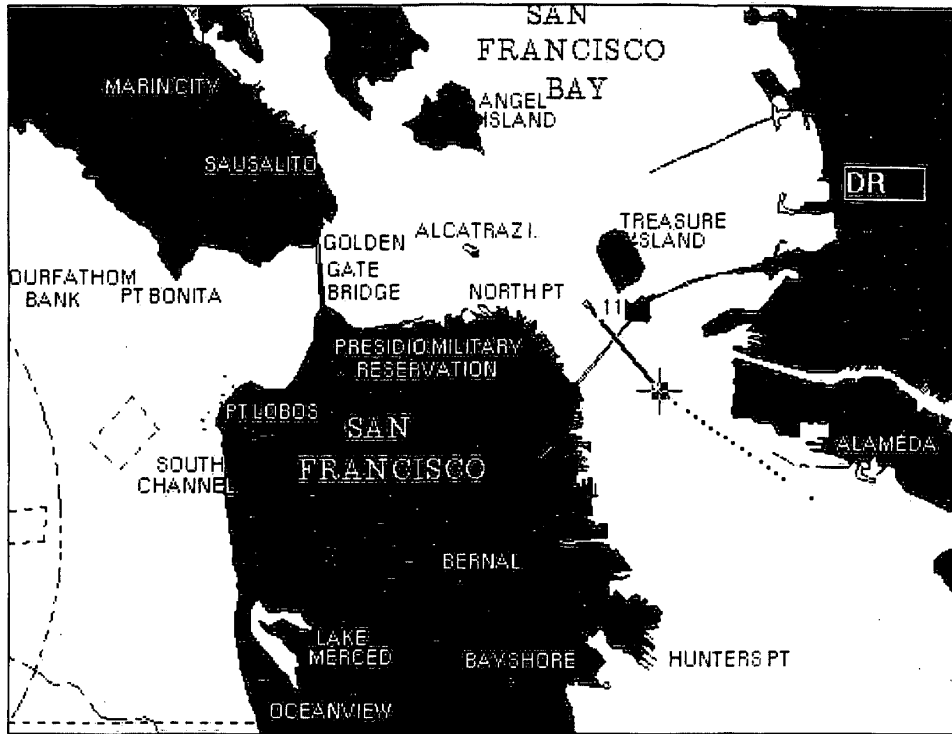 SAN
FRANCISCO
BAY
MARIN CITY
ANGEL
ISLAND
SAUSALITO
DR
TREASURE
ISLAND
ALCATRAZ I.
GOLDEN
GATE
BRIDGE
OURFATHOM
BANK
PT BONITA
NORTH PT
11
PRESIDIO MILITARY
RESERVATION
PT LOBOS
SAN
FRANCISCO
ALAMEDA
SOUTH
CHANNEL
BERNAL
LAKE
MERCED
BAYSHORE
HUNTERS PT
OCEANVIEW